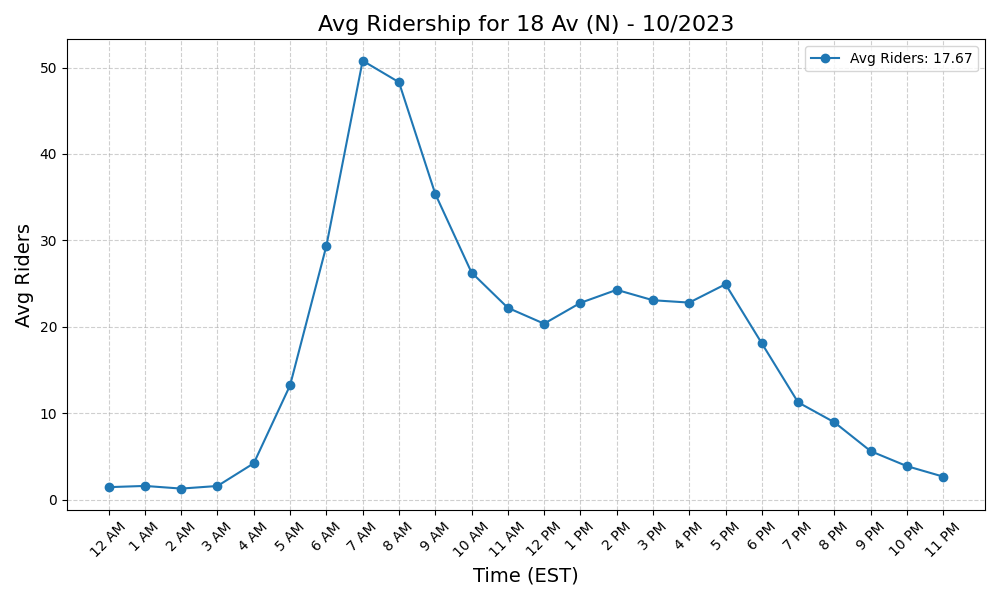 Avg Ridership for 18 Av (N) - 10/2023
Avg Riders: 17.67
Avg Riders
50
40
30
20
10
0
12 AM 1 AM 2 AM 3 AM 4 AM 5 AM 6 AM 7 AM 8 AM 9 AM 10 AM 11 AM 12 PM 1 PM 2 PM 3 PM 4 PM 5 PM 6 PM 7 PM 8 PM 9 PM 10 PM 11 PM
Time (EST)